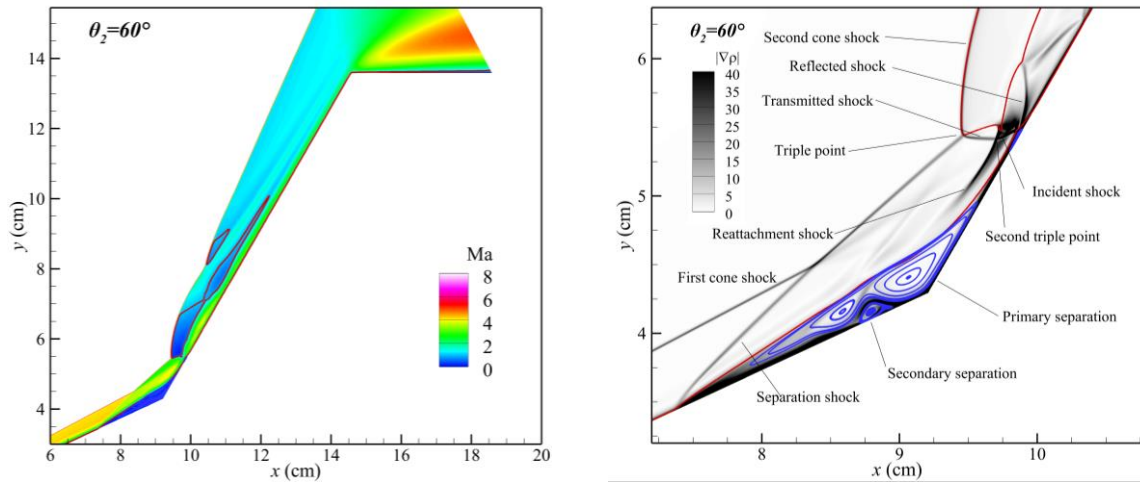 θ₂=60°
14
12
10
8
6
4
y (cm)
6 8 10 12 14 16 18 20
x (cm)
Ma
8
6
4
2
0
θ₂=60°
|∇ρ|
40
35
30
25
20
15
10
5
0
Second cone shock
Reflected shock
Transmitted shock
Triple point
Incident shock
Reattachment shock
Second triple point
First cone shock
Primary separation
Secondary separation
Separation shock
6
5
4
y (cm)
8 9 10
x (cm)